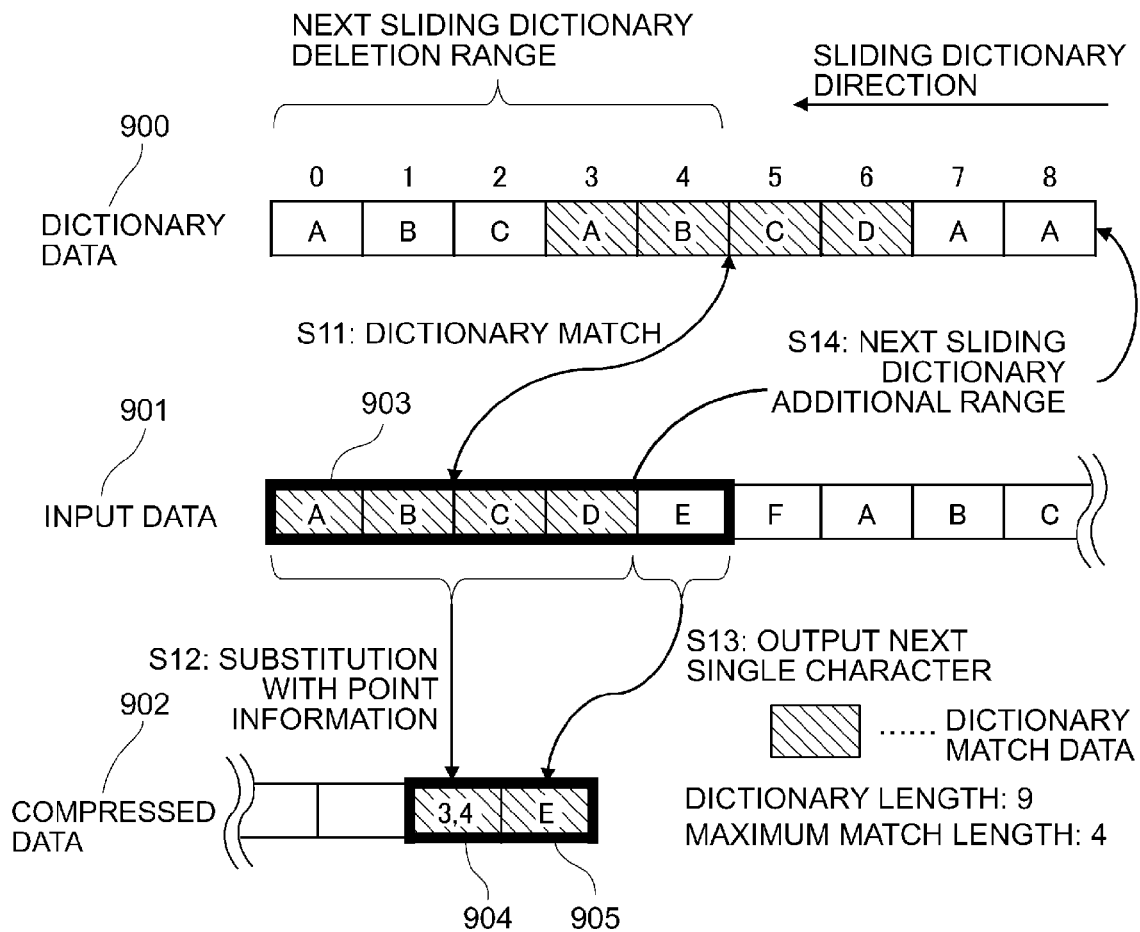 NEXT SLIDING DICTIONARY
DELETION RANGE
SLIDING DICTIONARY
DIRECTION
900
0 1 2 3 4 5 6 7 8
DICTIONARY
DATA
A B C A B C D A A
S11: DICTIONARY MATCH
S14: NEXT SLIDING
DICTIONARY
ADDITIONAL RANGE
901
903
INPUT DATA
A B C D E F A B C
S12: SUBSTITUTION
WITH POINT
INFORMATION
S13: OUTPUT NEXT
SINGLE CHARACTER
902
...... DICTIONARY
MATCH DATA
COMPRESSED
DATA
3,4 E
DICTIONARY LENGTH: 9
MAXIMUM MATCH LENGTH: 4
904 905